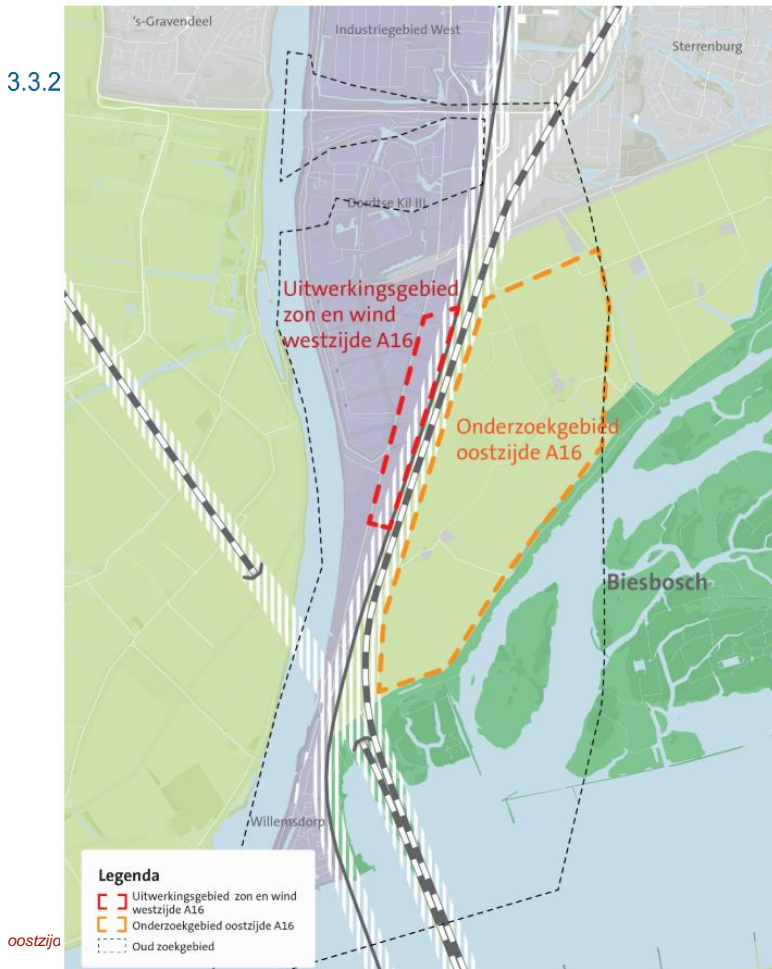 's-Gravendeel
Industriegebied West
Sterrenburg
3.3.2
Dordtse Kil III
Uitwerkingsgebied
zon en wind
westzijde A16
Onderzoekgebied
oostzijde A16
Biesbosch
Willemsdorp
Legenda
Uitwerkingsgebied zon en wind
westzijde A16
Onderzoekgebied oostzijde A16
Oud zoekgebied